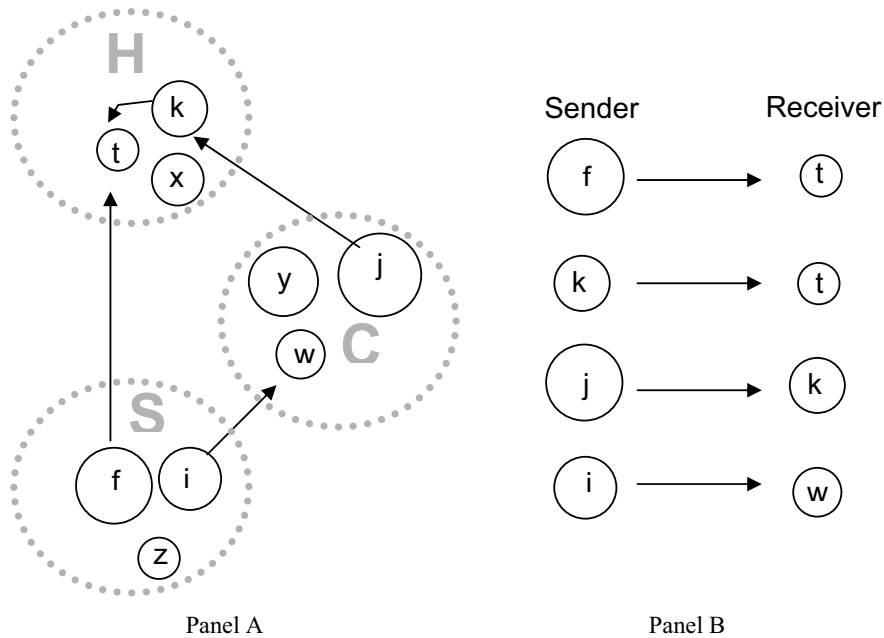 H
k
t
x
y
j
w
C
S
f
i
z
Panel A
Sender Receiver
f t
k t
j k
i w
Panel B